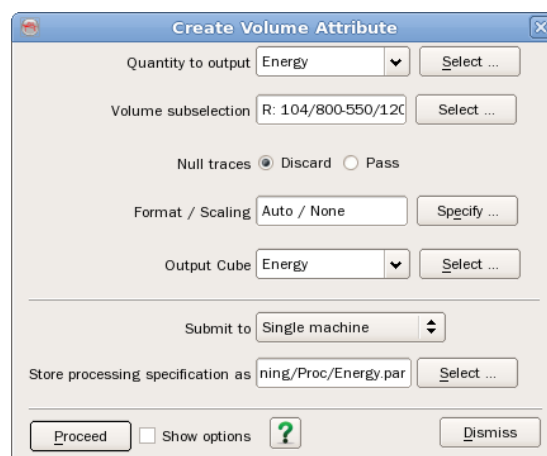 Create Volume Attribute
Quantity to output Energy Select ...
Volume subselection R: 104/800-550/120 Select ...
Null traces Discard Pass
Format / Scaling Auto / None Specify ...
Output Cube Energy Select ...
Submit to Single machine
Store processing specification as ning/Proc/Energy.par Select ...
Proceed Show options ? Dismiss